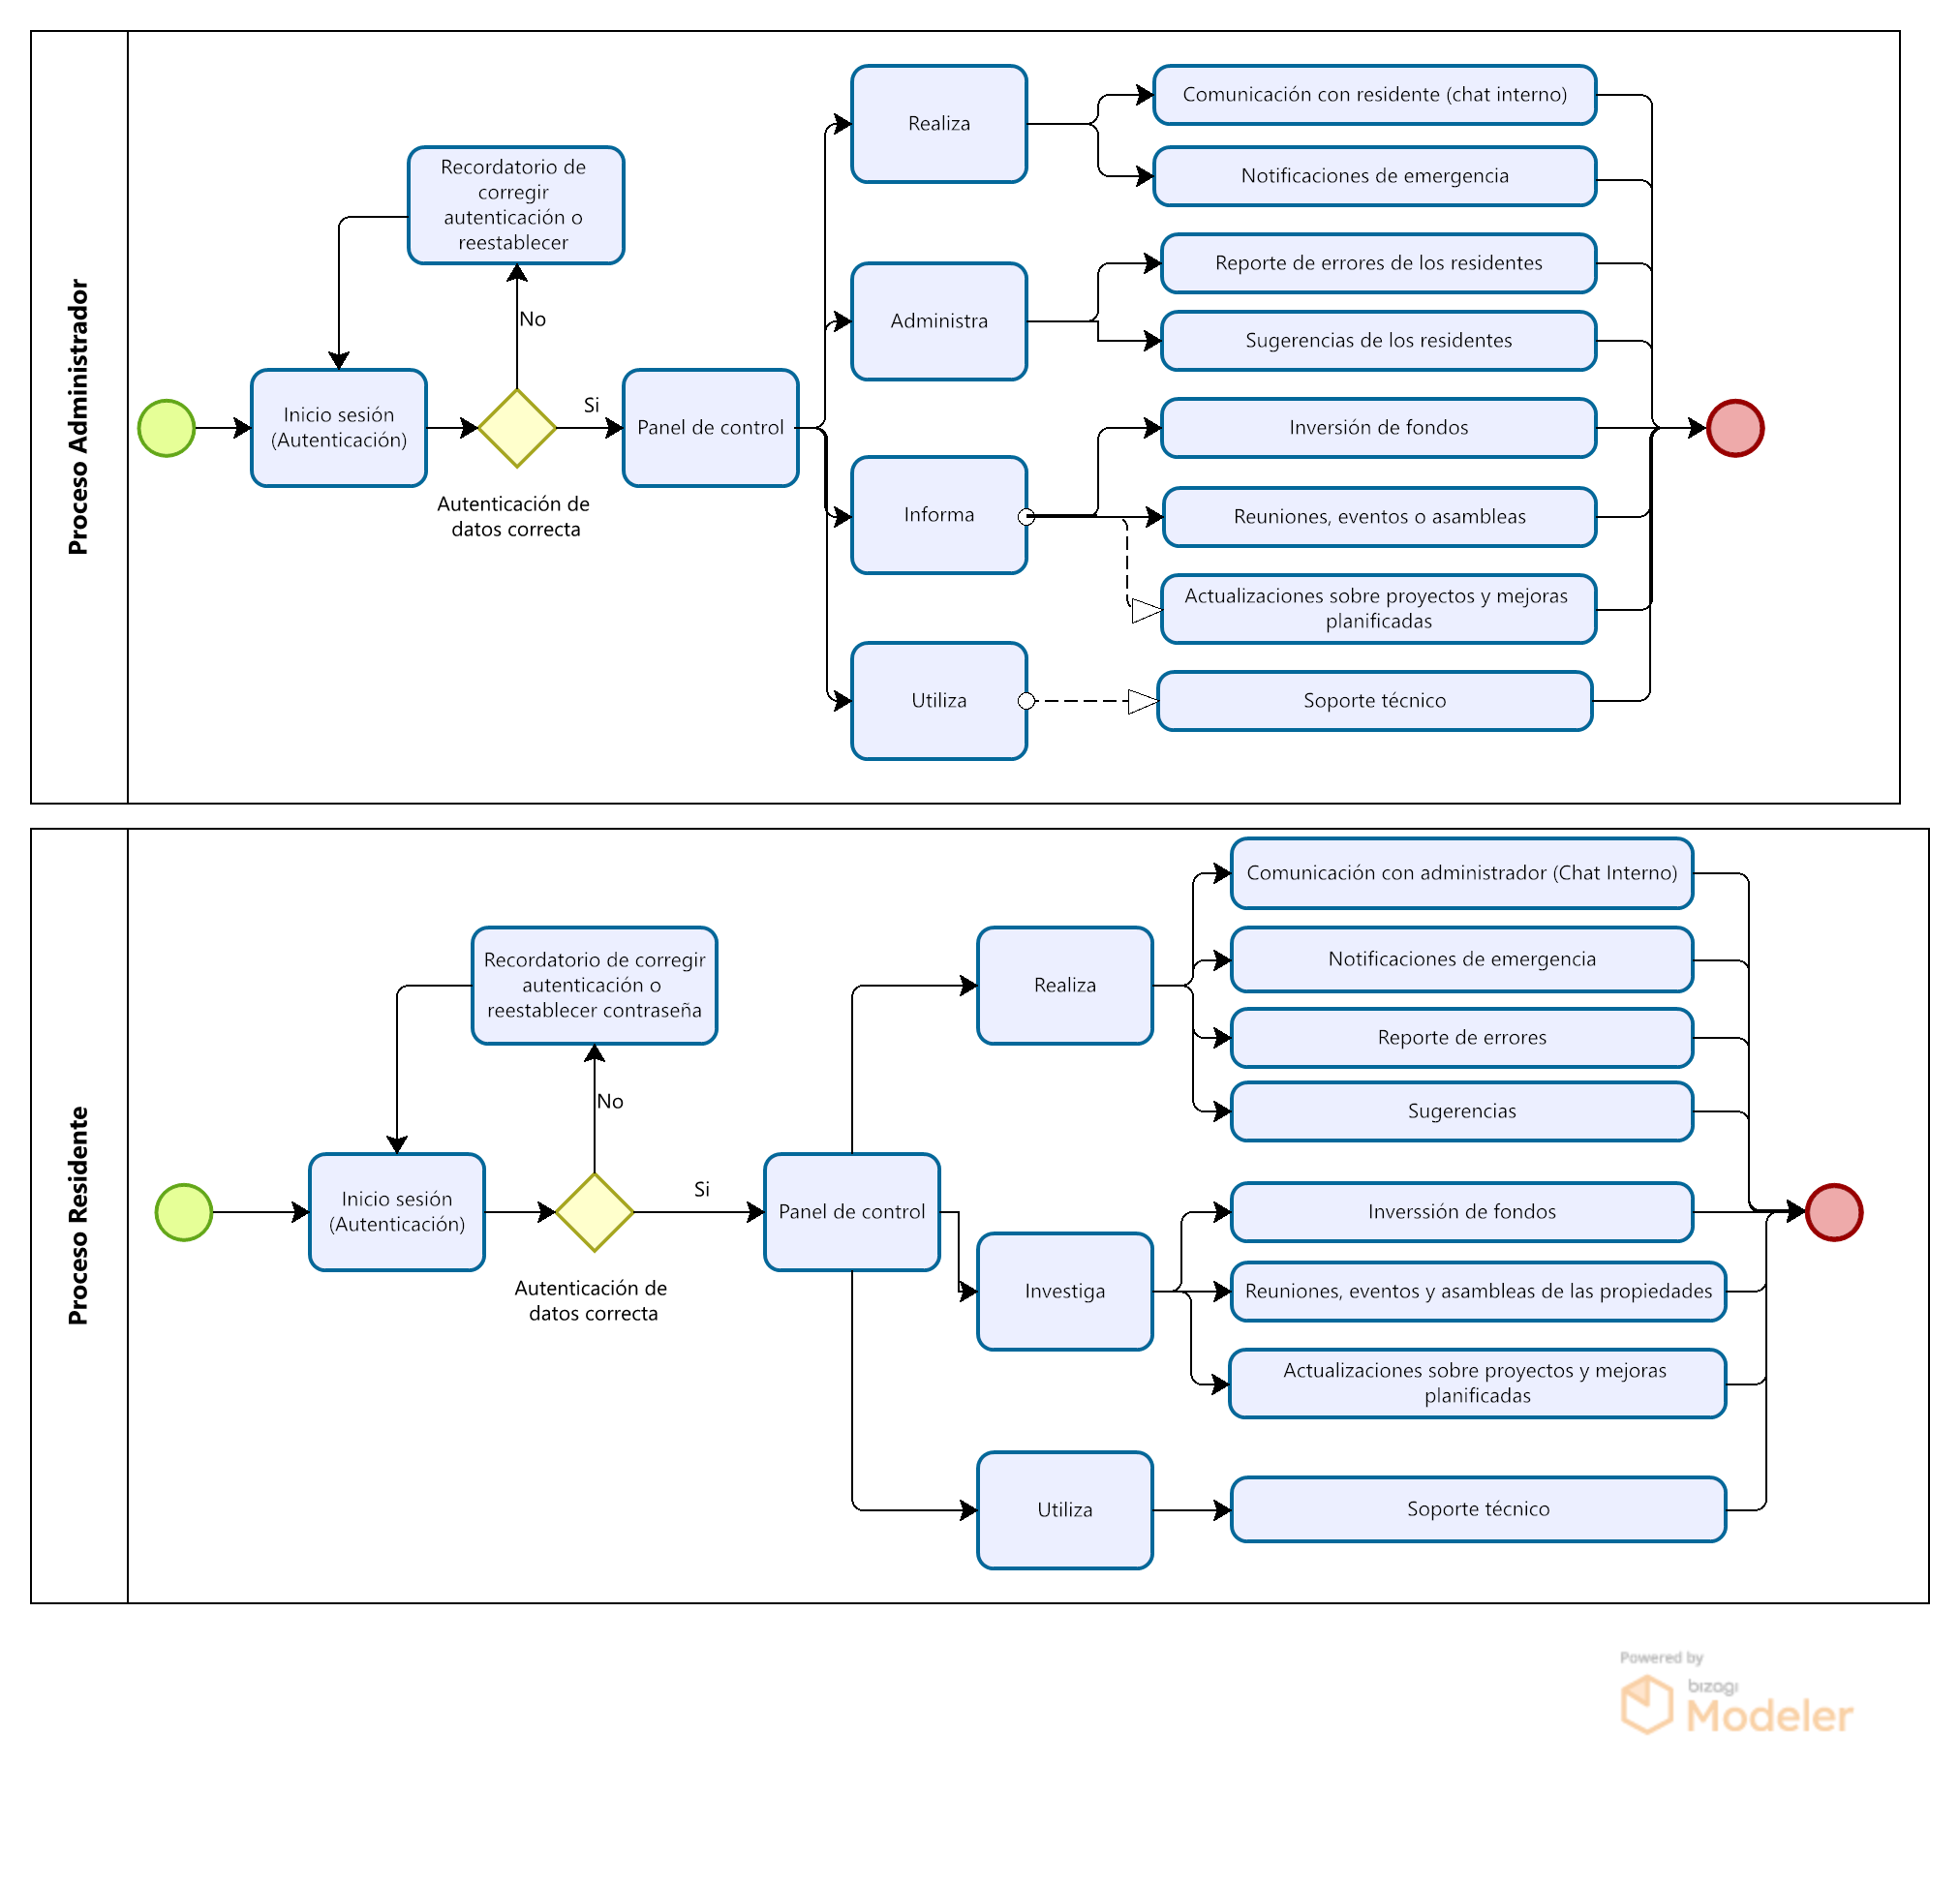 Proceso Administrador
Inicio sesión
(Autenticación)
Recordatorio de
corregir
autenticación o
reestablecer
No
Si
Autenticación de
datos correcta
Panel de control
Realiza
Comunicación con residente (chat interno)
Notificaciones de emergencia
Administra
Reporte de errores de los residentes
Sugerencias de los residentes
Informa
Inversión de fondos
Reuniones, eventos o asambleas
Actualizaciones sobre proyectos y mejoras
planificadas
Utiliza
Soporte técnico
Proceso Residente
Inicio sesión
(Autenticación)
Recordatorio de corregir
autenticación o
reestablecer contraseña
No
Si
Autenticación de
datos correcta
Panel de control
Realiza
Comunicación con administrador (Chat Interno)
Notificaciones de emergencia
Reporte de errores
Sugerencias
Investiga
Inverssión de fondos
Reuniones, eventos y asambleas de las propiedades
Actualizaciones sobre proyectos y mejoras
planificadas
Utiliza
Soporte técnico
Powered by
bizagi
Modeler